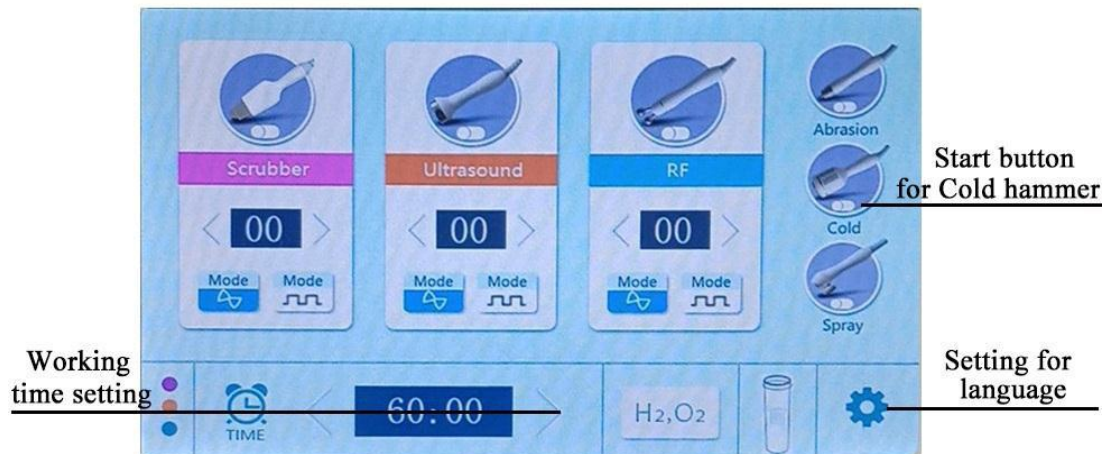 Scrubber
00
Mode
Mode
Ultrasound
00
Mode
Mode
RF
00
Mode
Mode
Abrasion
Cold
Spray
Start button
for Cold hammer
Working
time setting
TIME
60:00
H2,O2
Setting for
language